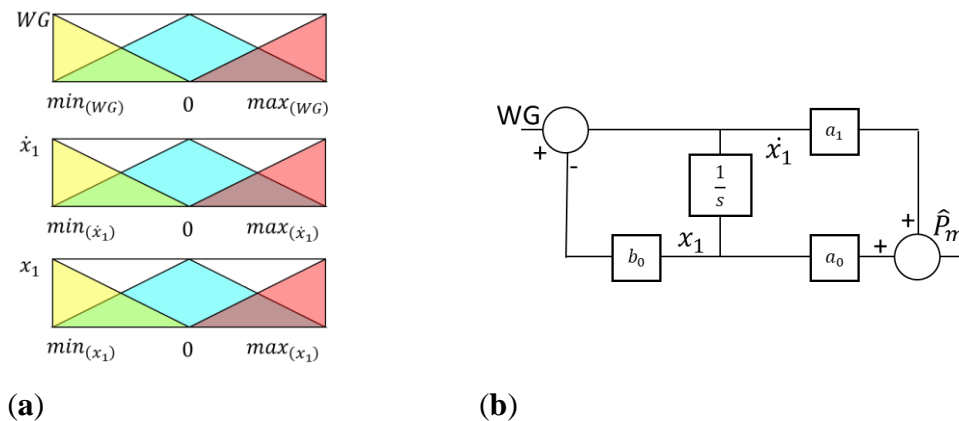 WG
min(WG) 0 max(WG)
ẋ₁
min(ẋ₁) 0 max(ẋ₁)
x₁
min(x₁) 0 max(x₁)
(a)
WG
+
-
ẋ₁
a₁
1/s
b₀
x₁
a₀
+
+
P̂m
(b)